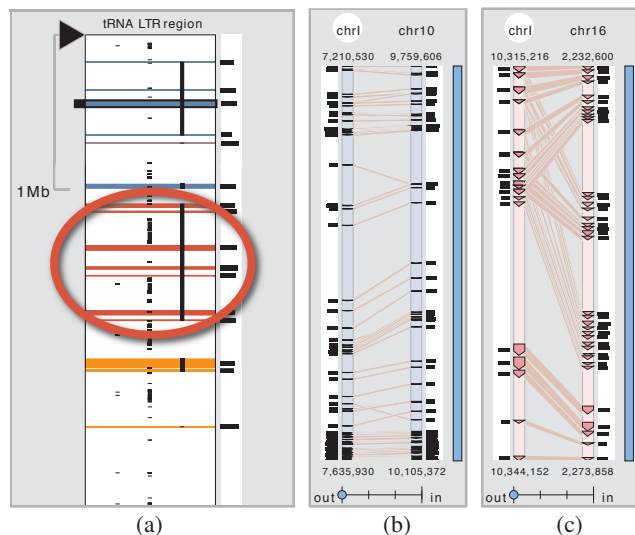 tRNA LTR region
1Mb
chrI chr10
7,210,530 9,759,606
7,635,930 10,105,372
out in
chrI chr16
10,315,216 2,232,600
10,344,152 2,273,858
out in
(a) (b) (c)